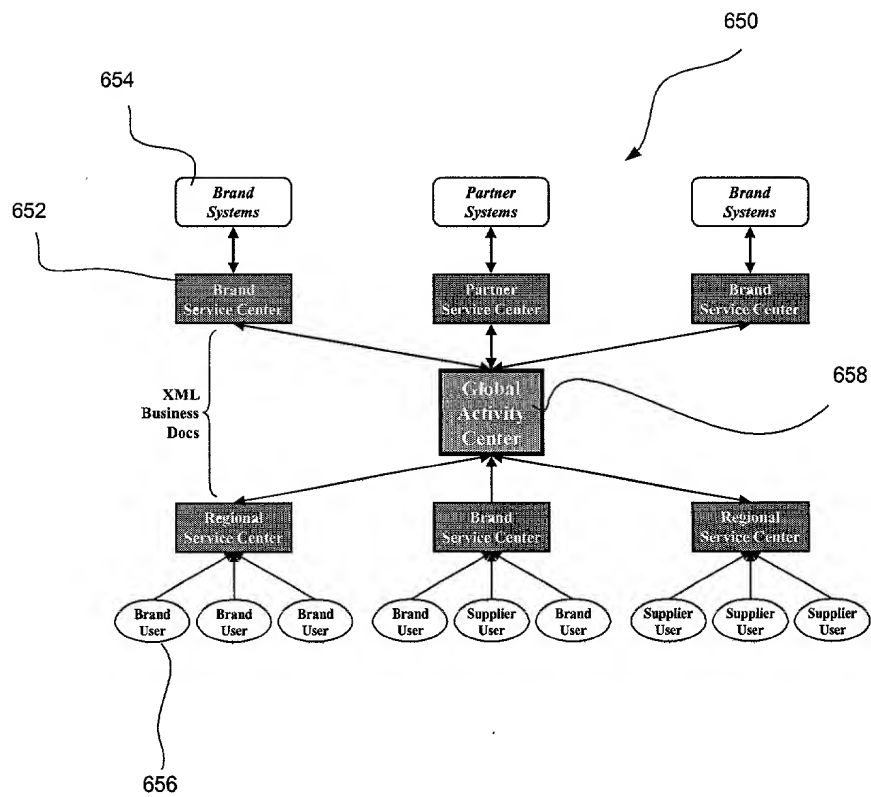 650
654
Brand
Systems
Partner
Systems
Brand
Systems
652
Brand
Service Center
Partner
Service Center
Brand
Service Center
XML
Business
Docs
Global
Activity
Center
658
Regional
Service Center
Brand
Service Center
Regional
Service Center
Brand
User
Brand
User
Brand
User
Brand
User
Supplier
User
Brand
User
Supplier
User
Supplier
User
Supplier
User
656